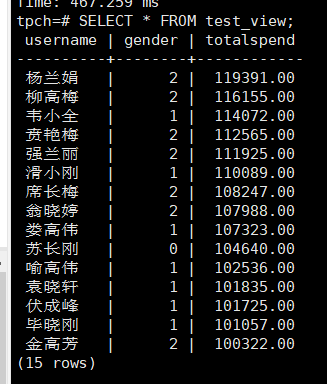 Time: 467.259 ms
tpch=# SELECT * FROM test_view;
 username | gender | totalspend
----------+--------+------------
 杨兰娟   |      2 |  119391.00
 柳高梅   |      2 |  116155.00
 韦小全   |      1 |  114072.00
 贲艳梅   |      2 |  112565.00
 强兰丽   |      2 |  111925.00
 滑小刚   |      1 |  110089.00
 席长梅   |      2 |  108247.00
 翁晓婷   |      2 |  107988.00
 娄高伟   |      1 |  107323.00
 苏长刚   |      0 |  104640.00
 喻高伟   |      1 |  102536.00
 袁晓轩   |      1 |  101835.00
 伏成峰   |      1 |  101725.00
 毕晓刚   |      1 |  101057.00
 金高芳   |      2 |  100322.00
(15 rows)